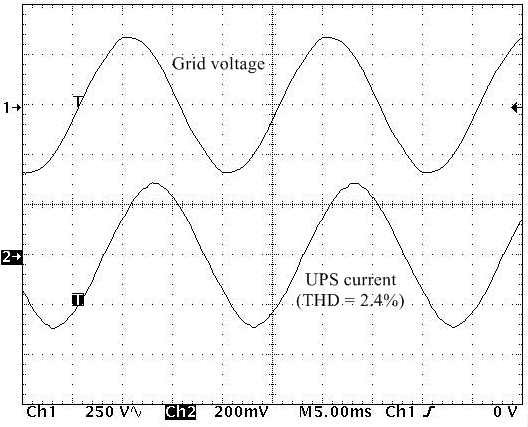 Grid voltage
T
1
2
UPS current
(THD = 2.4%)
T
Ch1 250 V Ch2 200mV M5.00ms Ch1 0 V